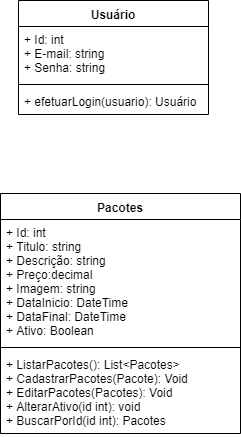 Usuário
+ Id: int
+ E-mail: string
+ Senha: string
+ efetuarLogin(usuario): Usuário
Pacotes
+ Id: int
+ Titulo: string
+ Descrição: string
+ Preço:decimal
+ Imagem: string
+ DataInicio: DateTime
+ DataFinal: DateTime
+ Ativo: Boolean
+ ListarPacotes(): List<Pacotes>
+ CadastrarPacotes(Pacote): Void
+ EditarPacotes(Pacotes): Void
+ AlterarAtivo(id int): void
+ BuscarPorId(id int): Pacotes